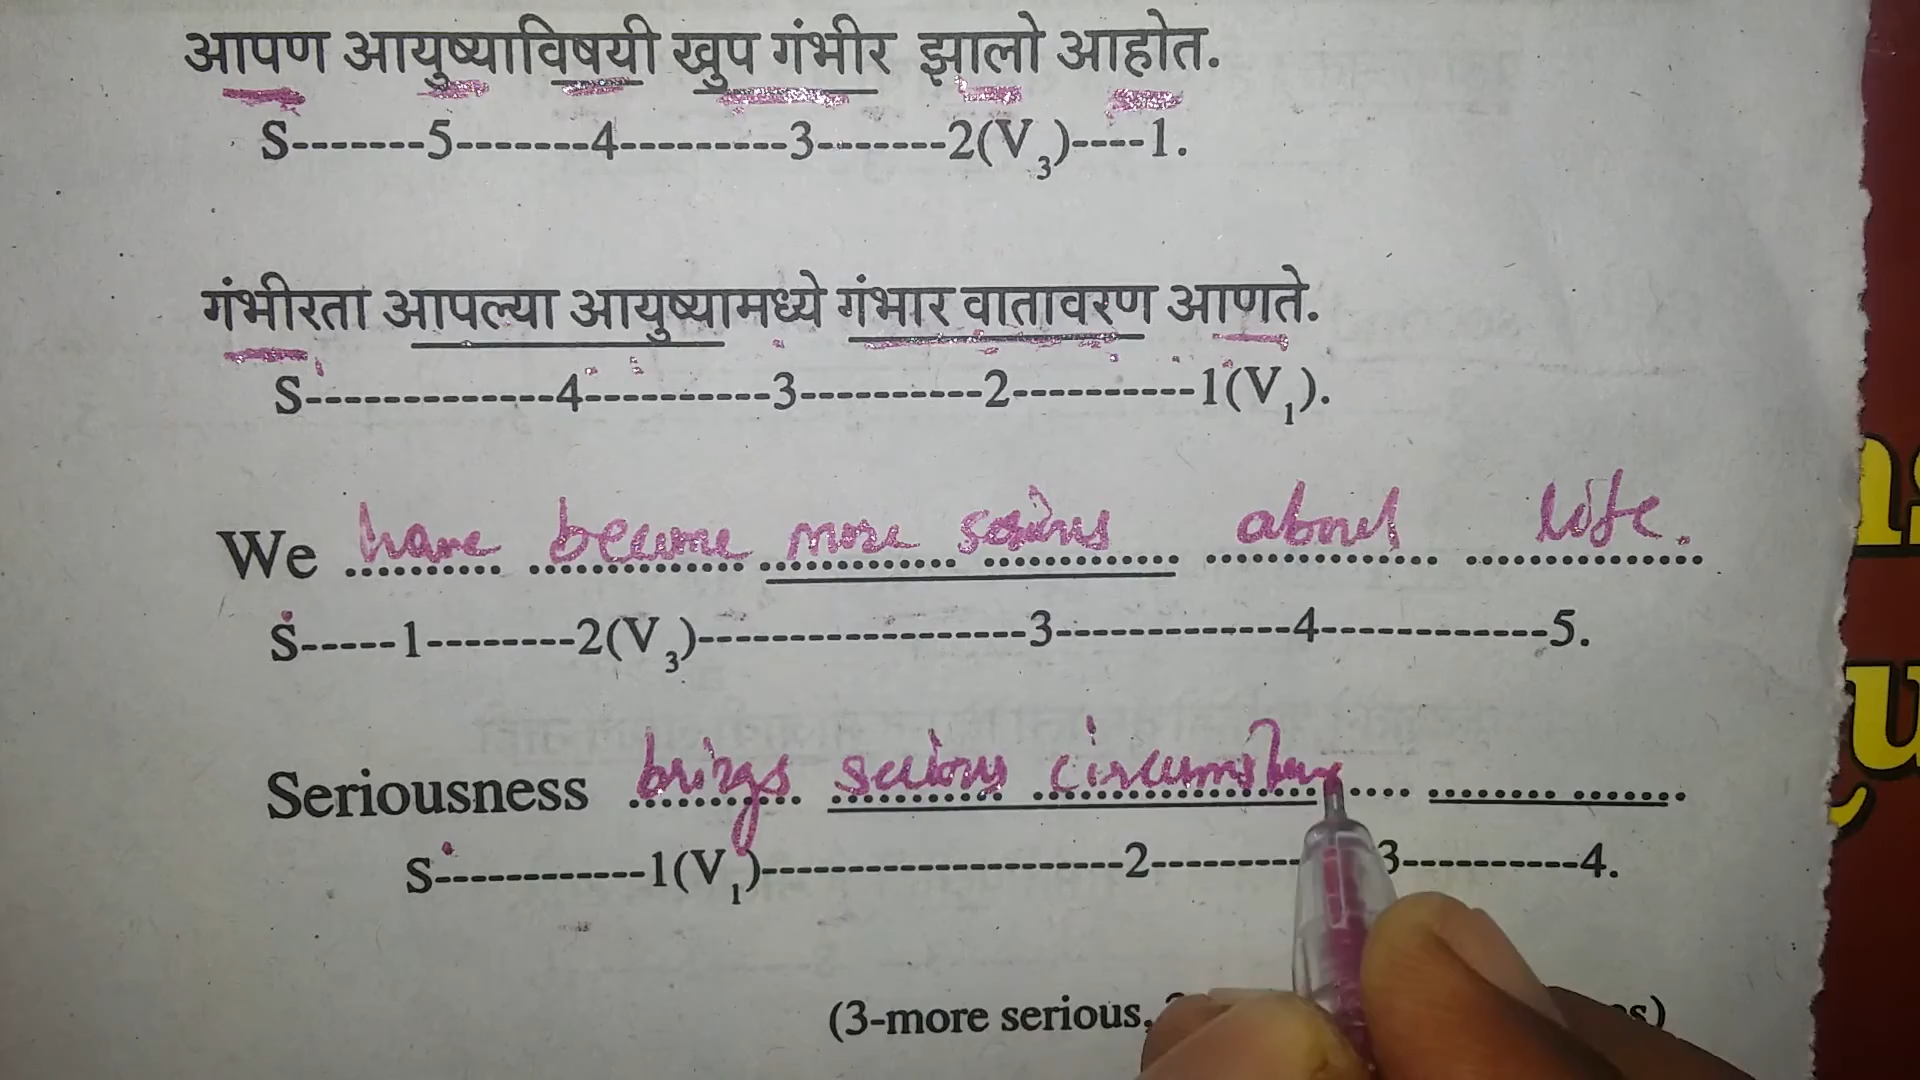 आपण आयुष्याविषयी खुप गंभीर झालो आहोत.
S-------5-------4---------3-------2(V3)----1.
गंभीरता आपल्या आयुष्यामध्ये गंभार वातावरण आणते.
S-------------4----------3----------2----------1(V1).
We have become more serious about life.
S-----1--------2(V3)------------------3-------------4------------5.
Seriousness brings serious
S------------1(V1)------------------2---------3----------4.
(3-more serious,